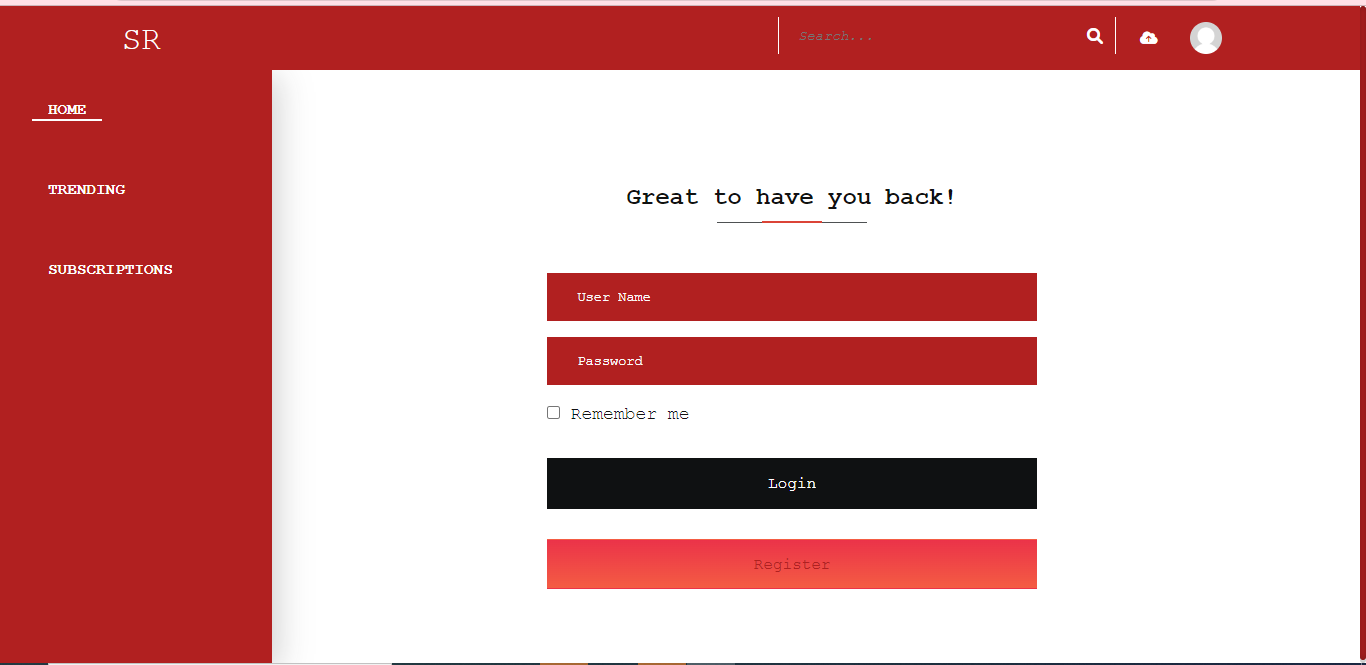 SR
Search...
HOME
TRENDING
SUBSCRIPTIONS
Great to have you back!
User Name
Password
Remember me
Login
Register